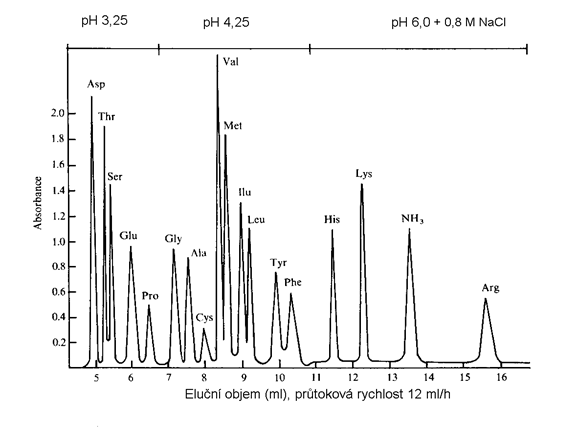 pH 3,25 pH 4,25 pH 6,0 + 0,8 M NaCl
Val
Asp
2.0
Thr
1.8
Met
1.6
Ser
Lys
1.4
Ilu
1.2
Leu
His
NH₃
Absorbance
Glu
Gly
1.0
Ala
0.8
Tyr
0.6
Pro
Phe
Arg
Cys
0.4
0.2
5 6 7 8 9 10 11 12 13 14 15 16
Eluční objem (ml), průtoková rychlost 12 ml/h